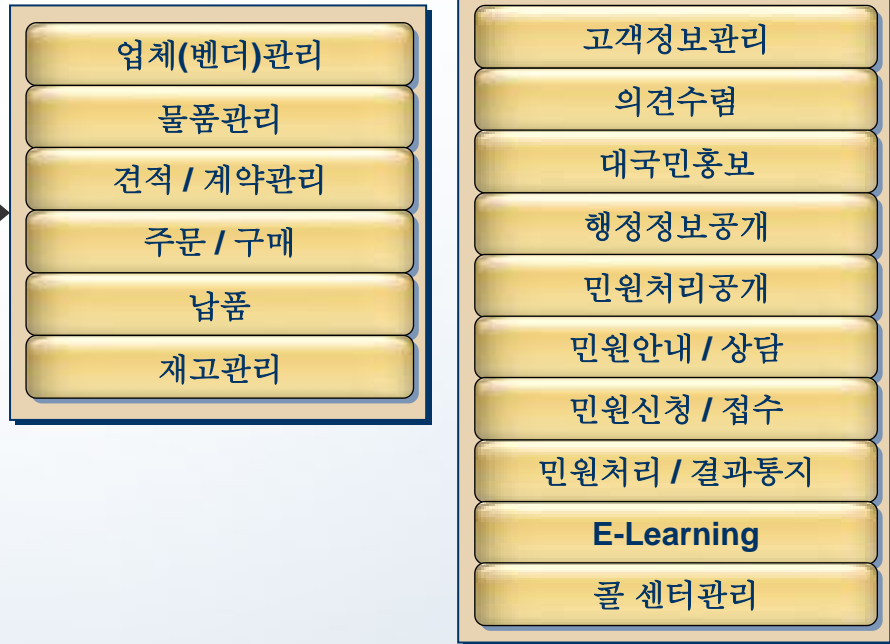 업체(벤더)관리
물품관리
견적 / 계약관리
주문 / 구매
납품
재고관리
고객정보관리
의견수렴
대국민홍보
행정정보공개
민원처리공개
민원안내 / 상담
민원신청 / 접수
민원처리 / 결과통지
E-Learning
콜 센터관리